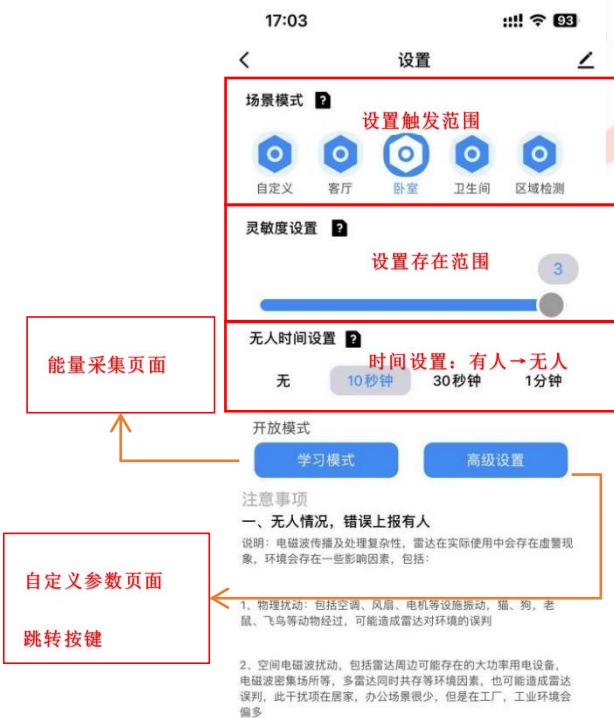 17:03
93
设置
场景模式 ?
设置触发范围
自定义 客厅 卧室 卫生间 区域检测
灵敏度设置 ?
设置存在范围
3
无人时间设置 ?
时间设置：有人→无人
无 10秒钟 30秒钟 1分钟
能量采集页面
开放模式
学习模式 高级设置
注意事项
一、无人情况，错误上报有人
说明：电磁波传播及处理复杂性，雷达在实际使用中会存在虚警现
象，环境会存在一些影响因素，包括：
自定义参数页面
跳转按键
1、物理扰动：包括空调、风扇、电机等设施振动，猫、狗，老
鼠、飞鸟等动物经过，可能造成雷达对环境的误判
2、空间电磁波扰动，包括雷达周边可能存在的大功率用电设备，
电磁波密集场所等，多雷达同时共存等环境因素，也可能造成雷达
误判，此干扰项在居家，办公场景很少，但是在工厂，工业环境会
偏多